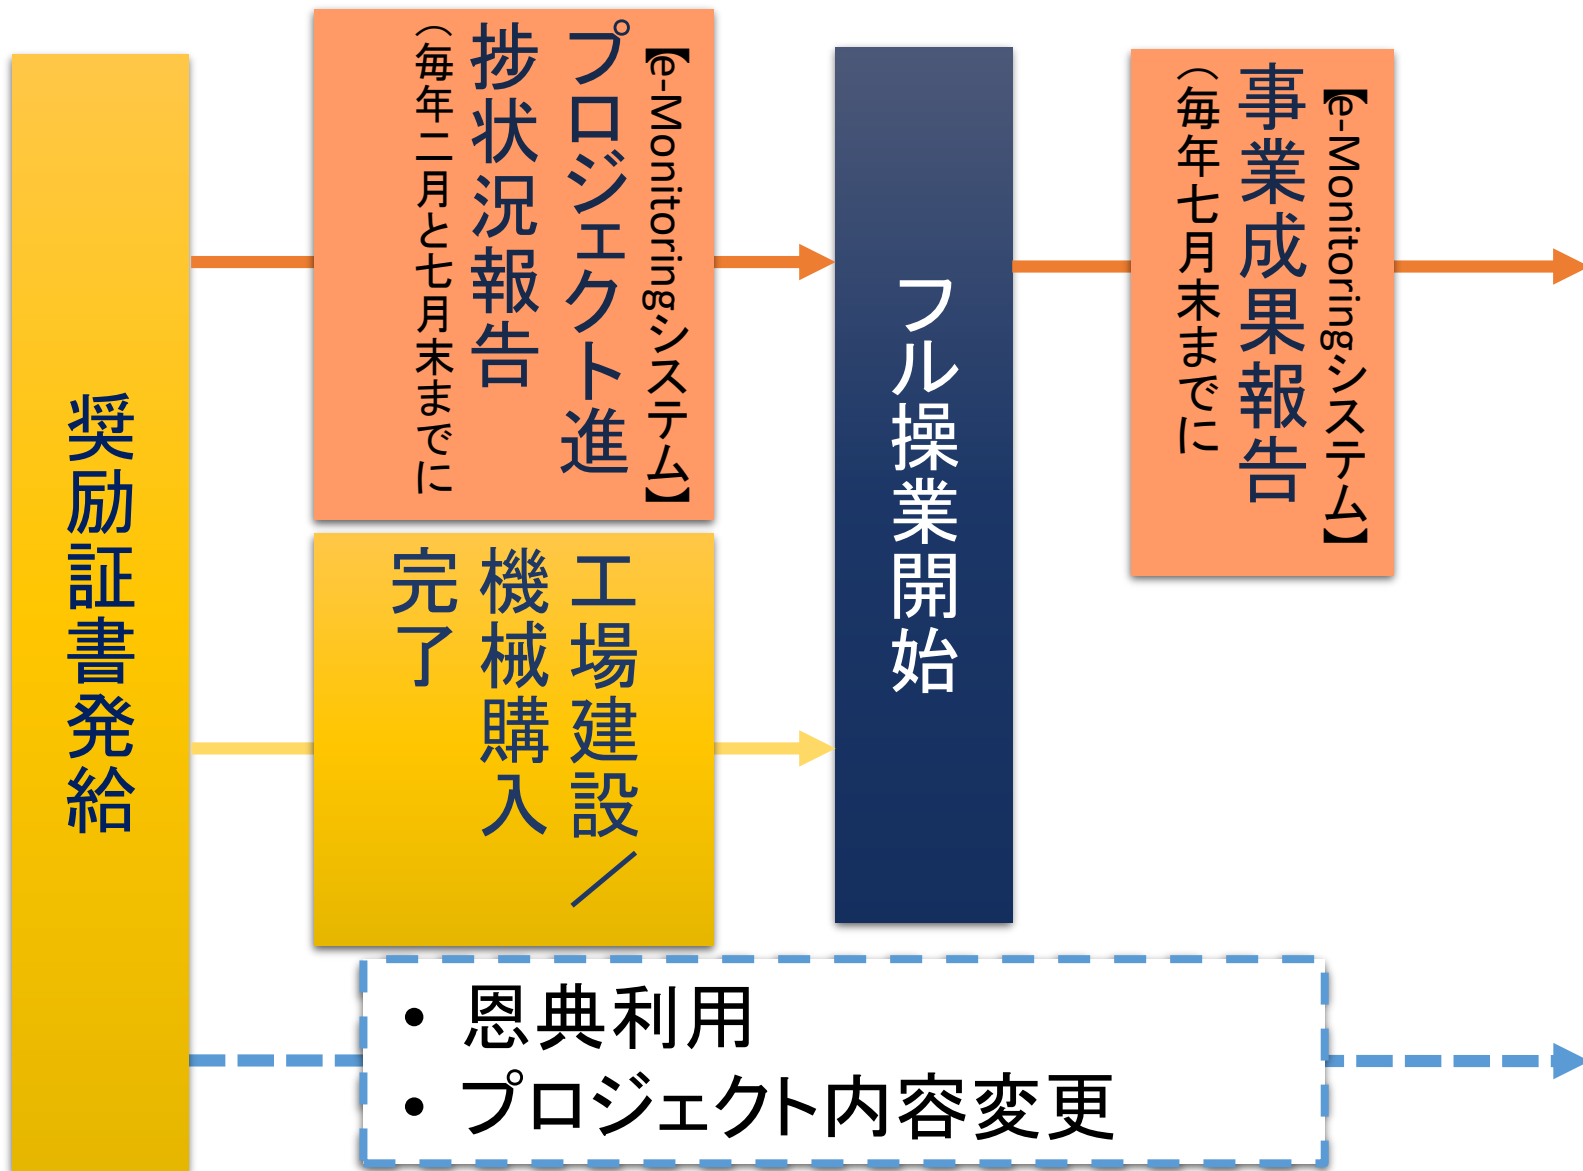 奨励証書発給
【e-Monitoringシステム】
プロジェクト進
捗状況報告
（毎年二月と七月末までに
工場建設／
機械購入
完了
フル操業開始
【e-Monitoringシステム】
事業成果報告
（毎年七月末までに
• 恩典利用
• プロジェクト内容変更